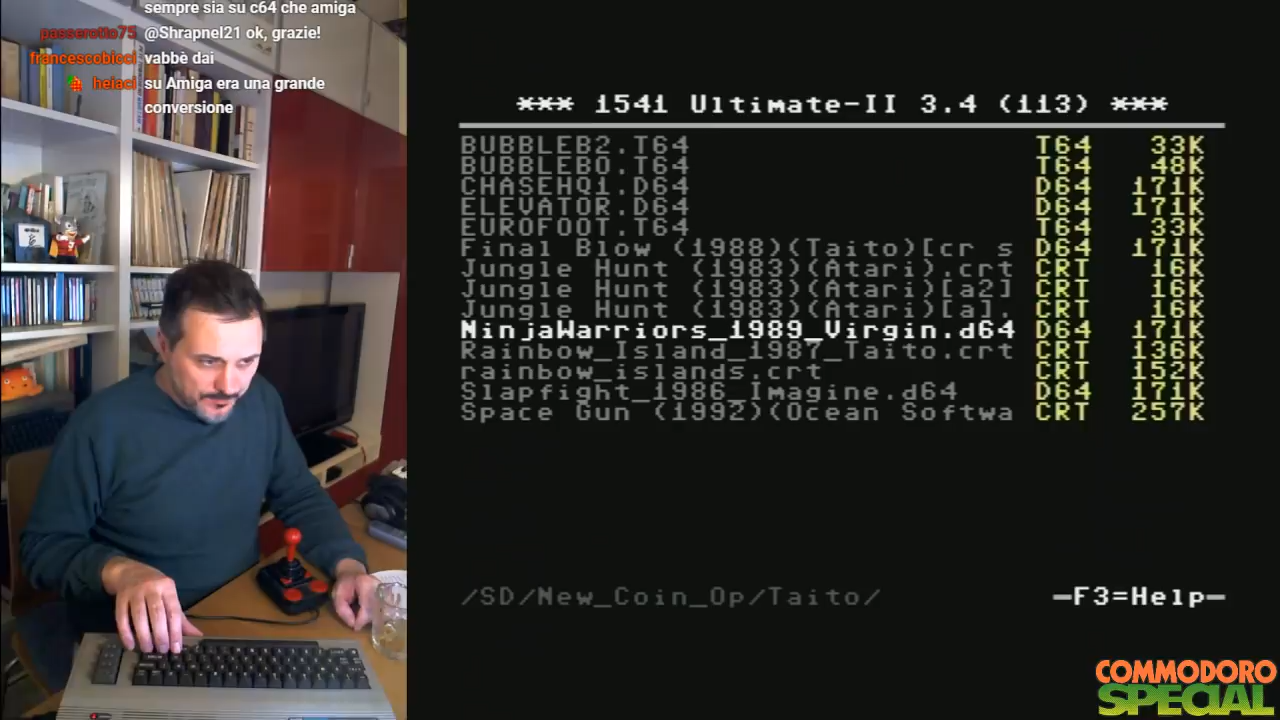 sempre sia su c64 che amiga
passerotto75 @Shrapnel21 ok, grazie!
francescobicci vabbè dai
heiaci su Amiga era una grande
conversione
*** 1541 Ultimate-II 3.4 (113) ***
BUBBLEB2.T64 T64 33K
BUBBLEBO.T64 T64 48K
CHASEHQ1.D64 D64 171K
ELEVATOR.D64 D64 171K
EUROFOOT.T64 T64 33K
Final Blow (1988)(Taito)[cr s D64 171K
Jungle Hunt (1983)(Atari).crt CRT 16K
Jungle Hunt (1983)(Atari)[a2] CRT 16K
Jungle Hunt (1983)(Atari)[a]. CRT 16K
NinjaWarriors_1989_Virgin.d64 D64 171K
Rainbow_Island_1987_Taito.crt CRT 136K
rainbow_islands.crt CRT 152K
Slapfight_1986_Imagine.d64 D64 171K
Space Gun (1992)(Ocean Softwa CRT 257K
/SD/New_Coin_Op/Taito/ —F3=Help—
COMMODORO
SPECIAL